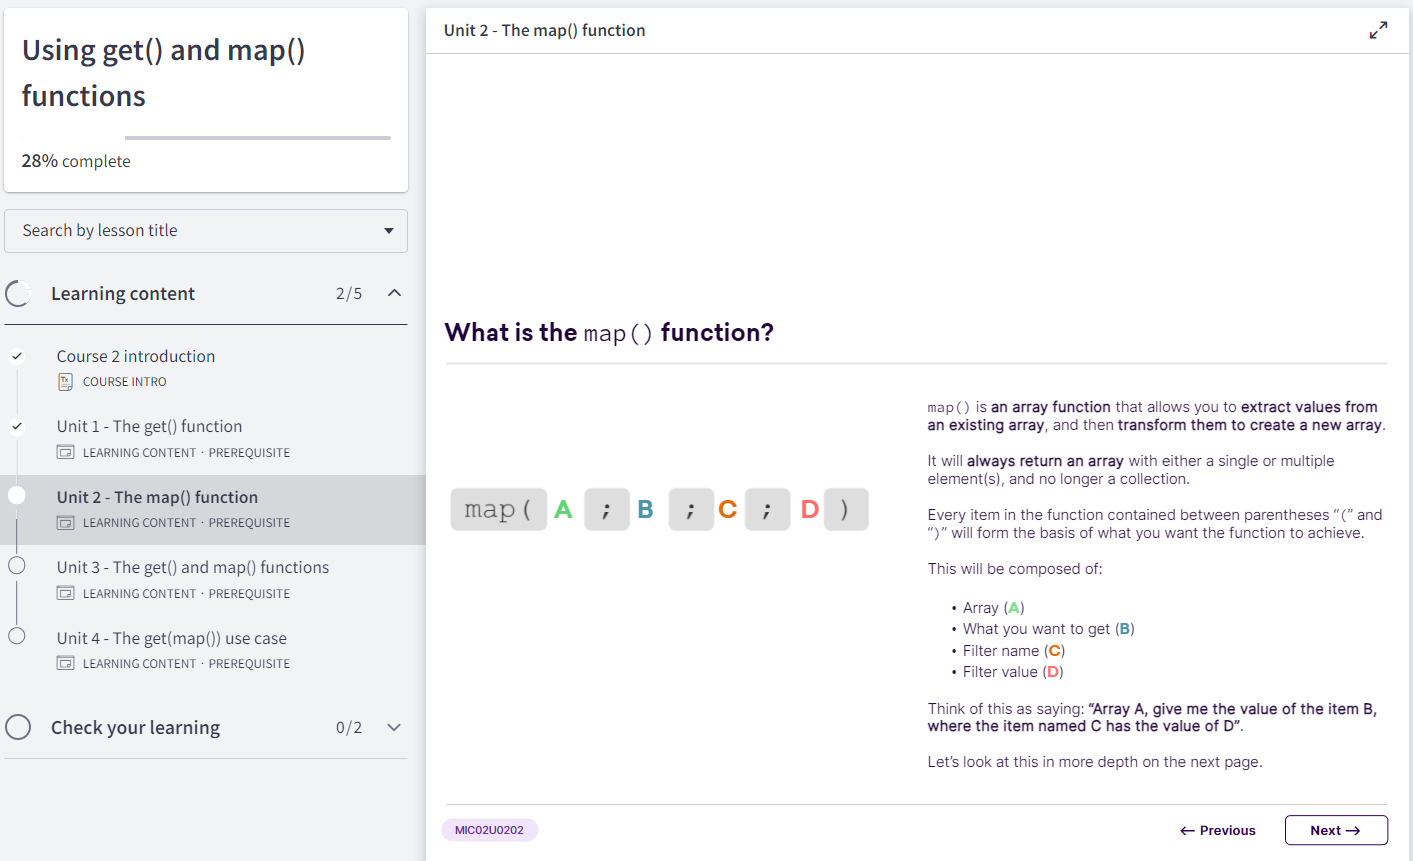 Using get() and map()
functions
28% complete
Search by lesson title
Learning content 2/5
Course 2 introduction
Tx COURSE INTRO
Unit 1 - The get() function
LEARNING CONTENT · PREREQUISITE
Unit 2 - The map() function
LEARNING CONTENT · PREREQUISITE
Unit 3 - The get() and map() functions
LEARNING CONTENT · PREREQUISITE
Unit 4 - The get(map()) use case
LEARNING CONTENT · PREREQUISITE
Check your learning 0/2
Unit 2 - The map() function
What is the map() function?
map( A ; B ; C ; D )
map() is an array function that allows you to extract values from
an existing array, and then transform them to create a new array.
It will always return an array with either a single or multiple
element(s), and no longer a collection.
Every item in the function contained between parentheses “(” and
“)” will form the basis of what you want the function to achieve.
This will be composed of:
• Array (A)
• What you want to get (B)
• Filter name (C)
• Filter value (D)
Think of this as saying: “Array A, give me the value of the item B,
where the item named C has the value of D”.
Let’s look at this in more depth on the next page.
MIC02U0202
← Previous
Next →